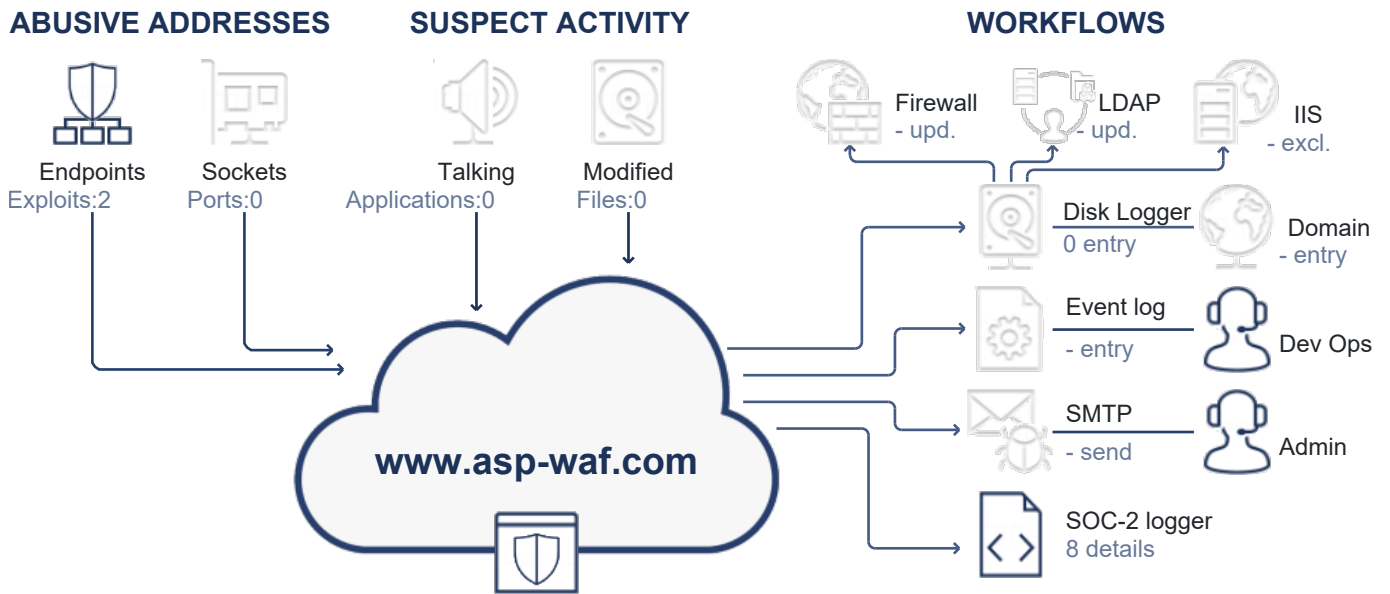 ABUSIVE ADDRESSES
SUSPECT ACTIVITY
WORKFLOWS
Endpoints
Exploits:2
Sockets
Ports:0
Talking
Applications:0
Modified
Files:0
Firewall
- upd.
LDAP
- upd.
IIS
- excl.
Disk Logger
0 entry
Domain
- entry
Event log
- entry
Dev Ops
SMTP
- send
Admin
SOC-2 logger
8 details
www.asp-waf.com